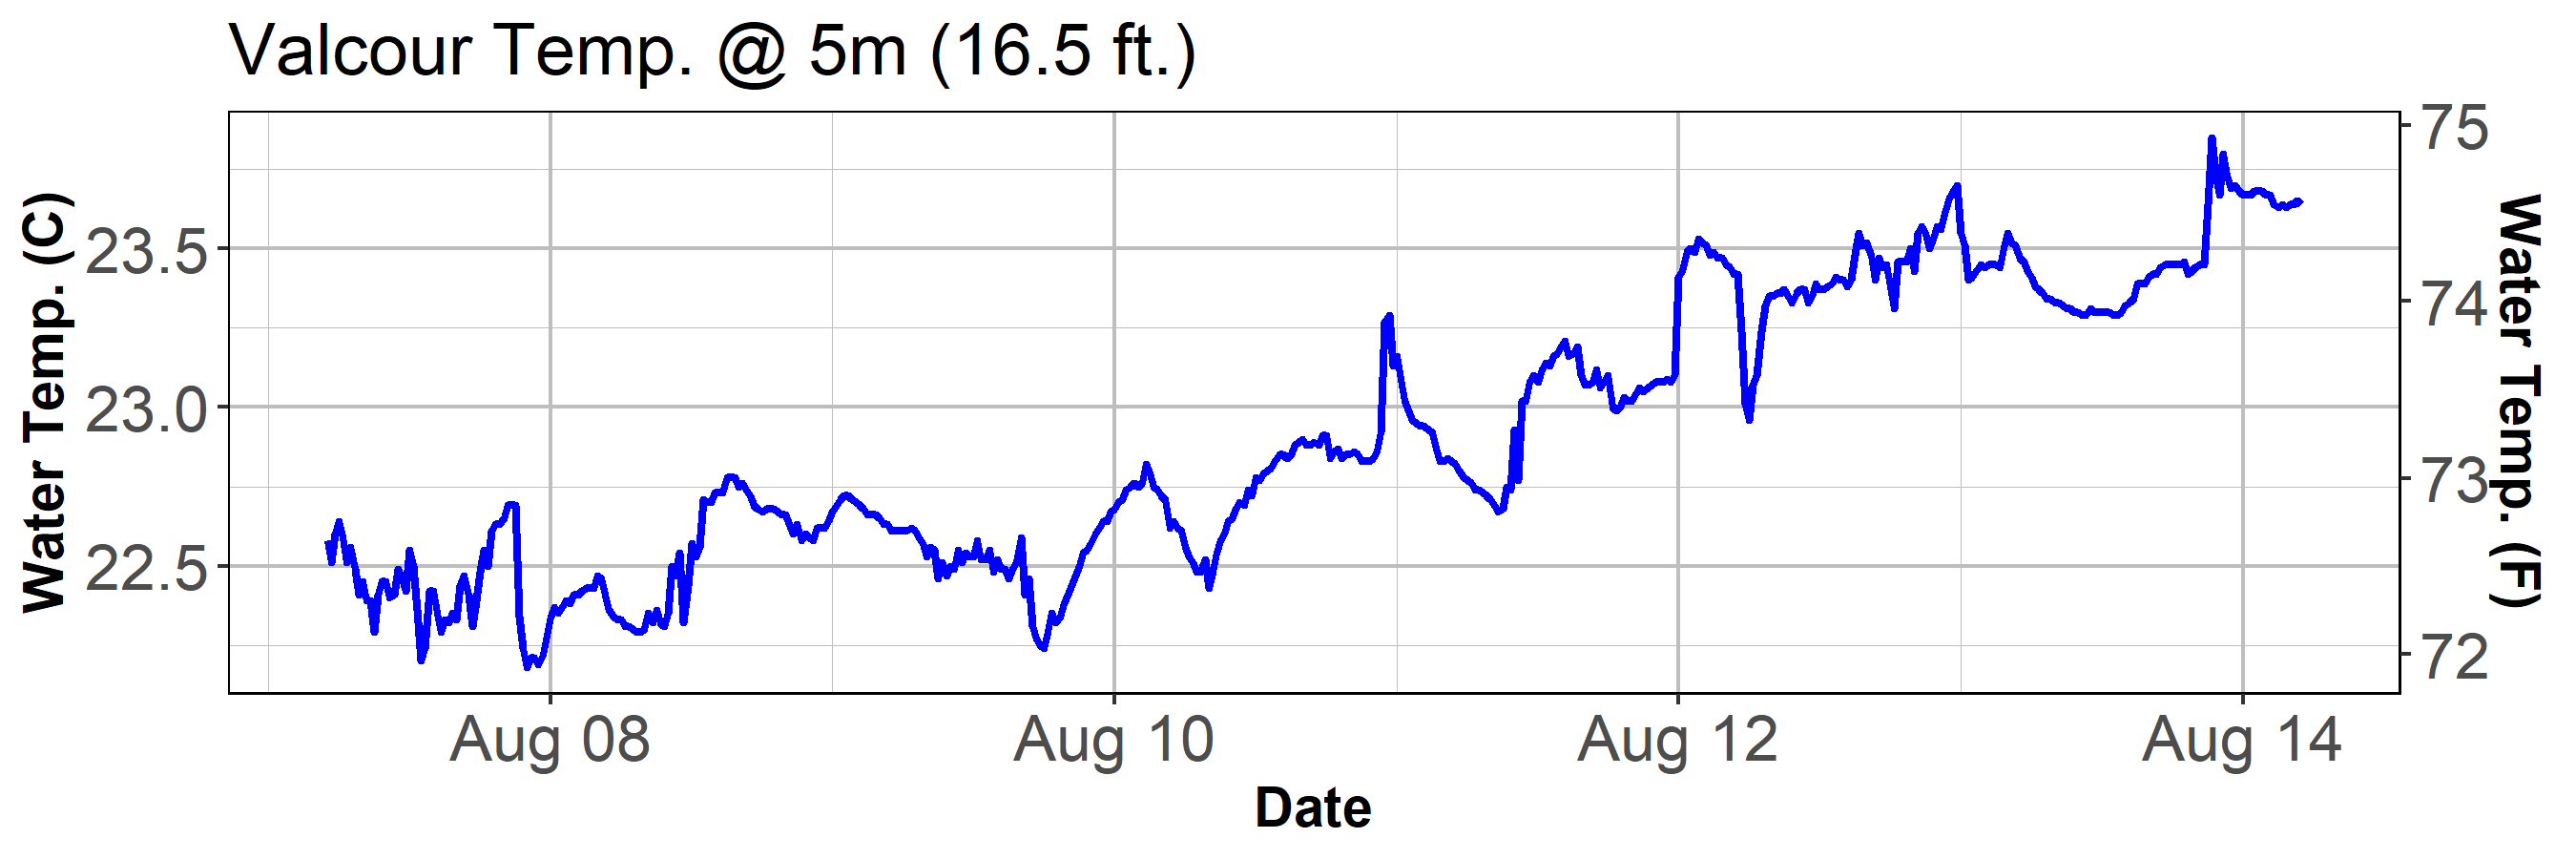 Valcour Temp. @ 5m (16.5 ft.)
Water Temp. (C)
23.5
23.0
22.5
75
74
73
72
Water Temp. (F)
Aug 08
Aug 10
Aug 12
Aug 14
Date